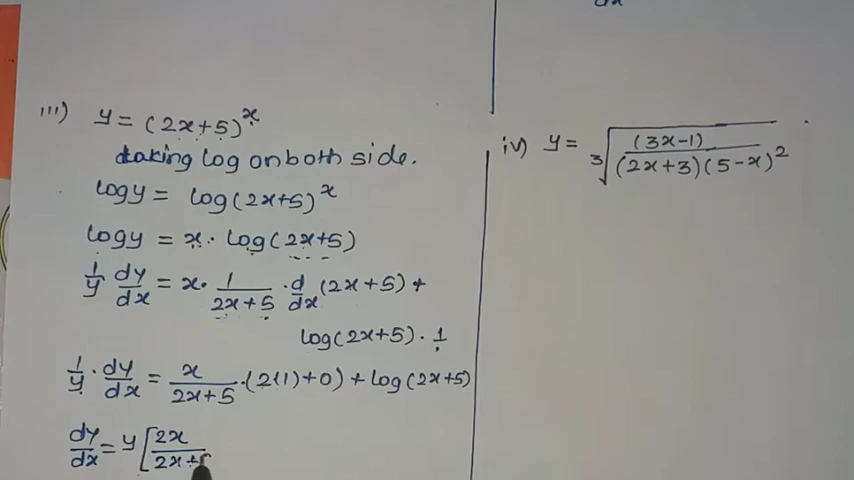 dx
iii) y = (2x+5)^x
taking log on both side.
log y = log(2x+5)^x
log y = x · log(2x+5)
1/y dy/dx = x · 1/(2x+5) · d/dx (2x+5) +
log(2x+5) · 1
1/y · dy/dx = x/(2x+5) · (2(1)+0) + log(2x+5)
dy/dx = y [2x/(2x+5
iv) y = ∛((3x-1)/((2x+3)(5-x)^2))